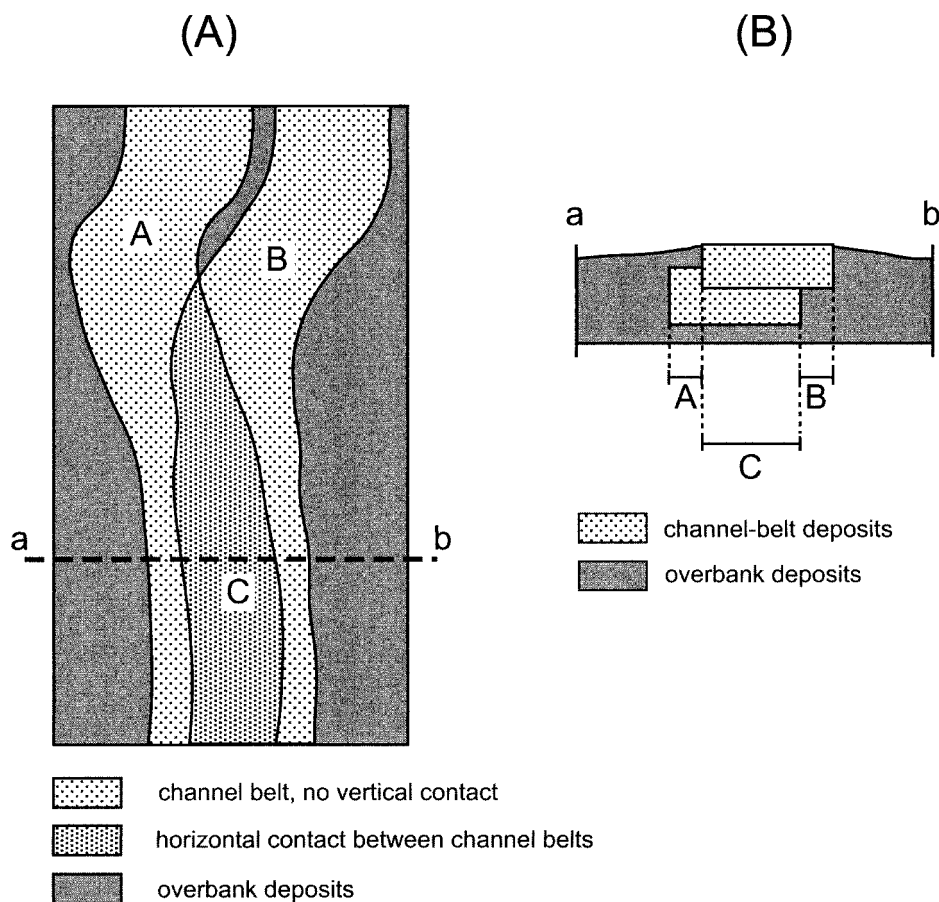 (A)
(B)
A
B
a
b
C
a
b
A
B
C
channel-belt deposits
overbank deposits
channel belt, no vertical contact
horizontal contact between channel belts
overbank deposits